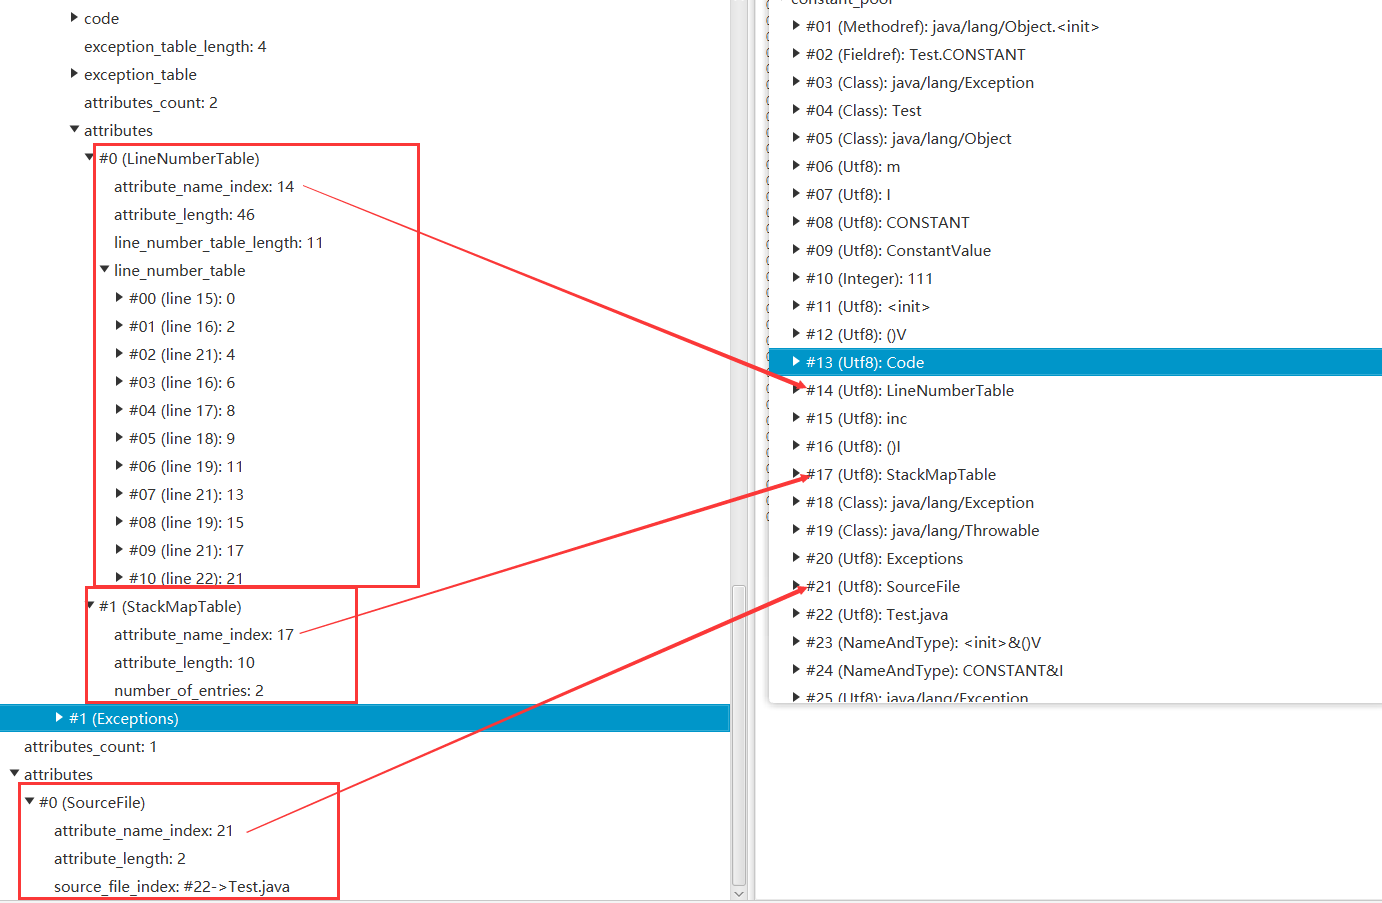 code
exception_table_length: 4
exception_table
attributes_count: 2
attributes
#0 (LineNumberTable)
attribute_name_index: 14
attribute_length: 46
line_number_table_length: 11
line_number_table
#00 (line 15): 0
#01 (line 16): 2
#02 (line 21): 4
#03 (line 16): 6
#04 (line 17): 8
#05 (line 18): 9
#06 (line 19): 11
#07 (line 21): 13
#08 (line 19): 15
#09 (line 21): 17
#10 (line 22): 21
#1 (StackMapTable)
attribute_name_index: 17
attribute_length: 10
number_of_entries: 2
#1 (Exceptions)
attributes_count: 1
attributes
#0 (SourceFile)
attribute_name_index: 21
attribute_length: 2
source_file_index: #22->Test.java
constant_pool
#01 (Methodref): java/lang/Object.<init>
#02 (Fieldref): Test.CONSTANT
#03 (Class): java/lang/Exception
#04 (Class): Test
#05 (Class): java/lang/Object
#06 (Utf8): m
#07 (Utf8): I
#08 (Utf8): CONSTANT
#09 (Utf8): ConstantValue
#10 (Integer): 111
#11 (Utf8): <init>
#12 (Utf8): ()V
#13 (Utf8): Code
#14 (Utf8): LineNumberTable
#15 (Utf8): inc
#16 (Utf8): ()I
#17 (Utf8): StackMapTable
#18 (Class): java/lang/Exception
#19 (Class): java/lang/Throwable
#20 (Utf8): Exceptions
#21 (Utf8): SourceFile
#22 (Utf8): Test.java
#23 (NameAndType): <init>&()V
#24 (NameAndType): CONSTANT&I
#25 (Utf8): java/lang/Exception